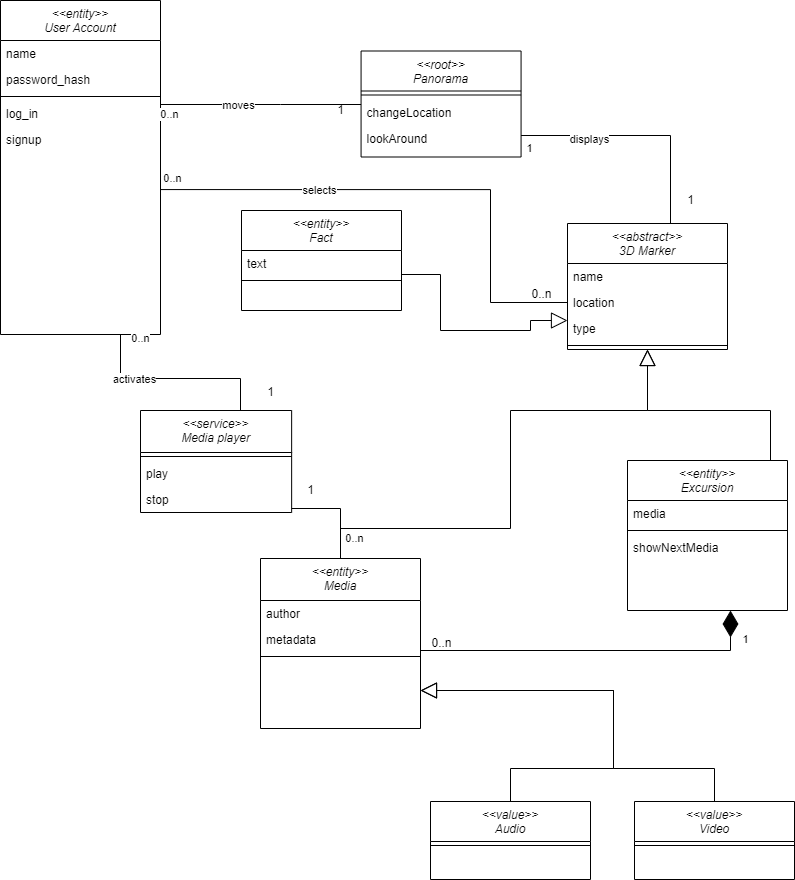 <<entity>>
User Account
name
password_hash
log_in
signup
<<root>>
Panorama
changeLocation
lookAround
0..n
moves
1
1
displays
1
0..n
selects
0..n
<<entity>>
Fact
text
<<abstract>>
3D Marker
name
location
type
0..n
activates
1
<<service>>
Media player
play
stop
1
0..n
<<entity>>
Excursion
media
showNextMedia
<<entity>>
Media
author
metadata
0..n
1
<<value>>
Audio
<<value>>
Video